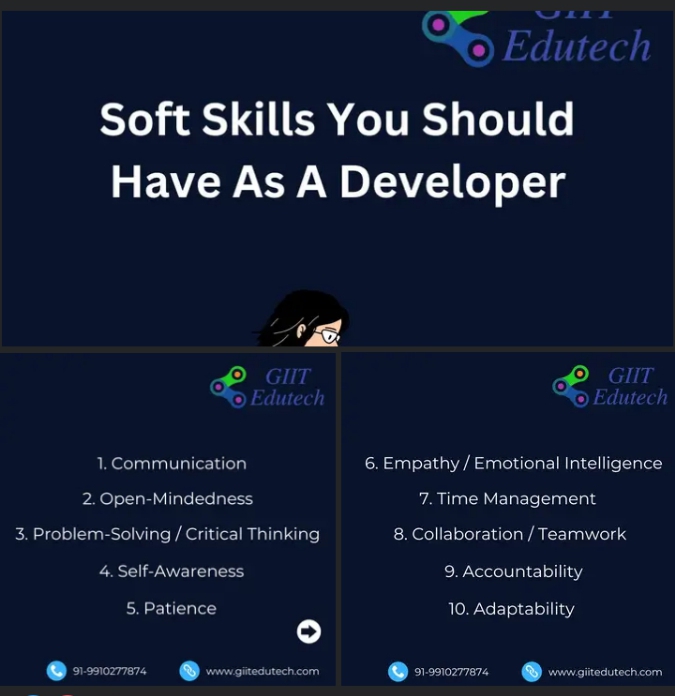 GIIT
Edutech
Soft Skills You Should
Have As A Developer
GIIT
Edutech
1. Communication
2. Open-Mindedness
3. Problem-Solving / Critical Thinking
4. Self-Awareness
5. Patience
91-9910277874
www.giitedutech.com
GIIT
Edutech
6. Empathy / Emotional Intelligence
7. Time Management
8. Collaboration / Teamwork
9. Accountability
10. Adaptability
91-9910277874
www.giitedutech.com